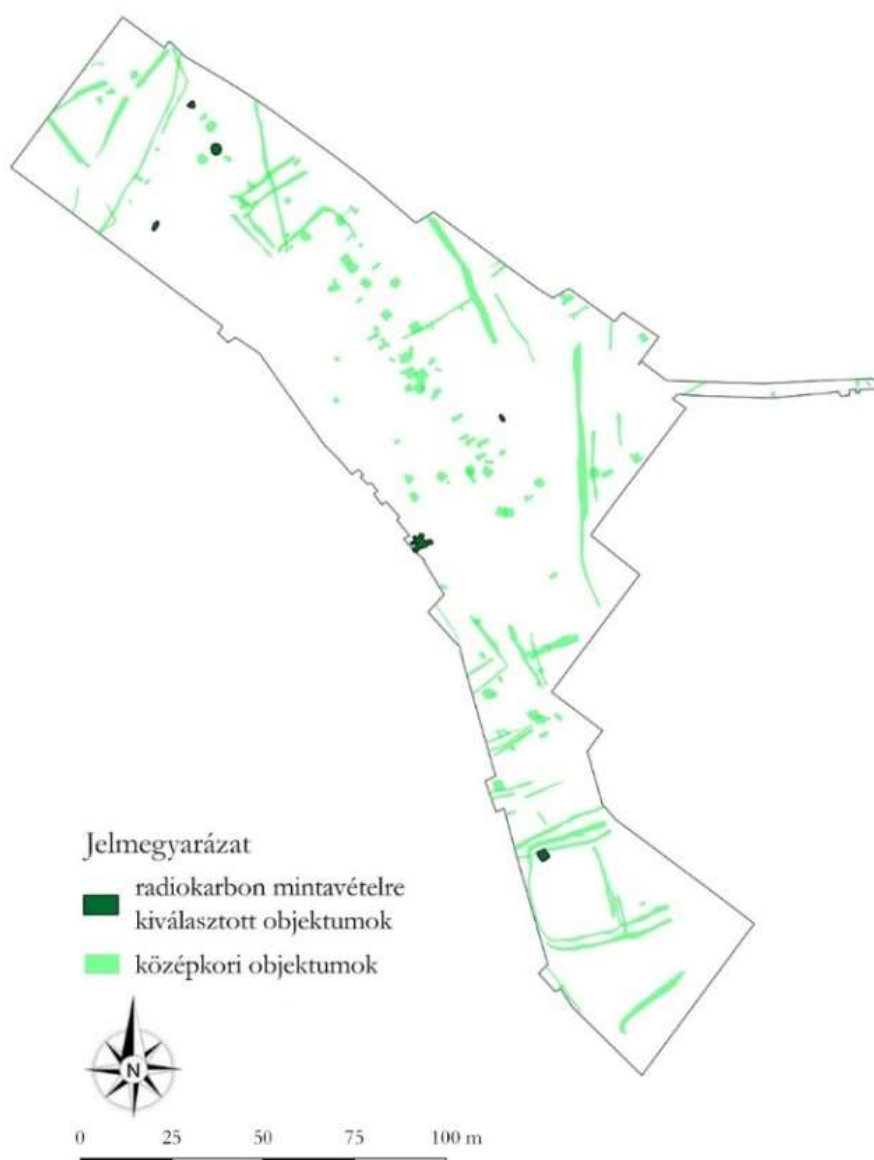 Jelmegyarázat
radiokarbon mintavételre
kiválasztott objektumok
középkori objektumok
N
0 25 50 75 100 m